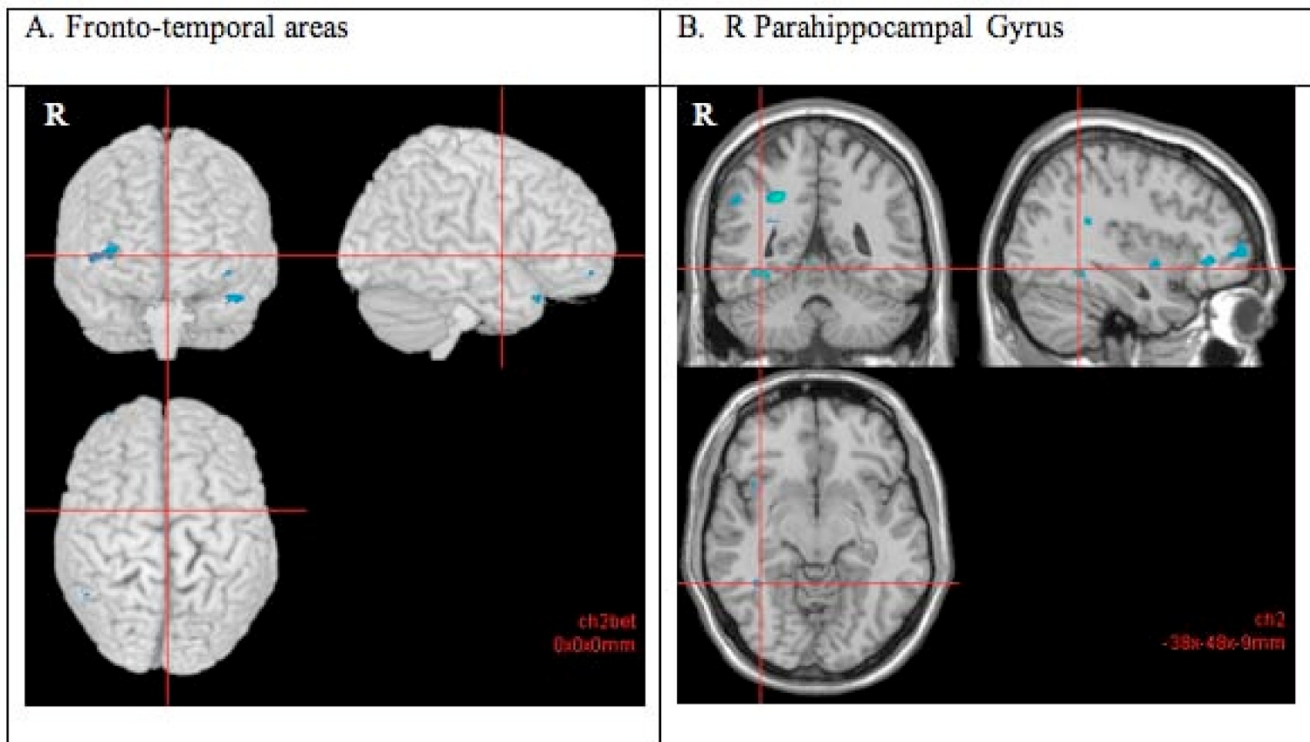 A. Fronto-temporal areas
B. R Parahippocampal Gyrus
R
R
ch2bet
0x0x0mm
ch2
-38x-48x-9mm